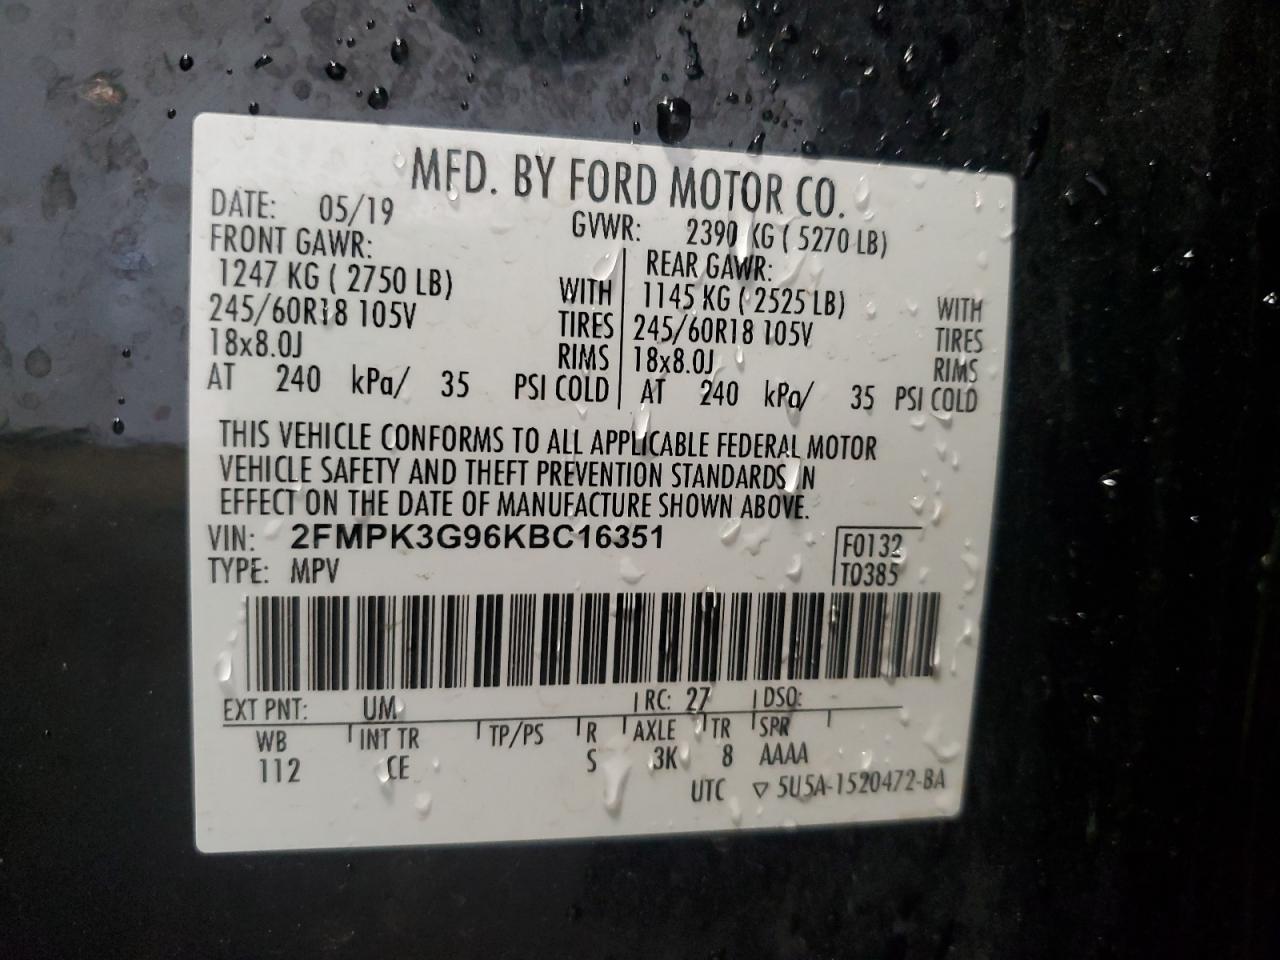 MFD. BY FORD MOTOR CO.
DATE: 05/19 GVWR: 2390 KG ( 5270 LB)
FRONT GAWR: REAR GAWR:
1247 KG ( 2750 LB) WITH 1145 KG ( 2525 LB) WITH
245/60R18 105V TIRES 245/60R18 105V TIRES
18x8.0J RIMS 18x8.0J RIMS
AT 240 kPa/ 35 PSI COLD AT 240 kPa/ 35 PSI COLD
THIS VEHICLE CONFORMS TO ALL APPLICABLE FEDERAL MOTOR
VEHICLE SAFETY AND THEFT PREVENTION STANDARDS IN
EFFECT ON THE DATE OF MANUFACTURE SHOWN ABOVE.
VIN: 2FMPK3G96KBC16351 F0132
TYPE: MPV T0385
EXT PNT: UM RC: 27 DSO:
WB INT TR TP/PS R AXLE TR SPR
112 CE S 3K 8 AAAA
UTC ▽ 5U5A-1520472-BA